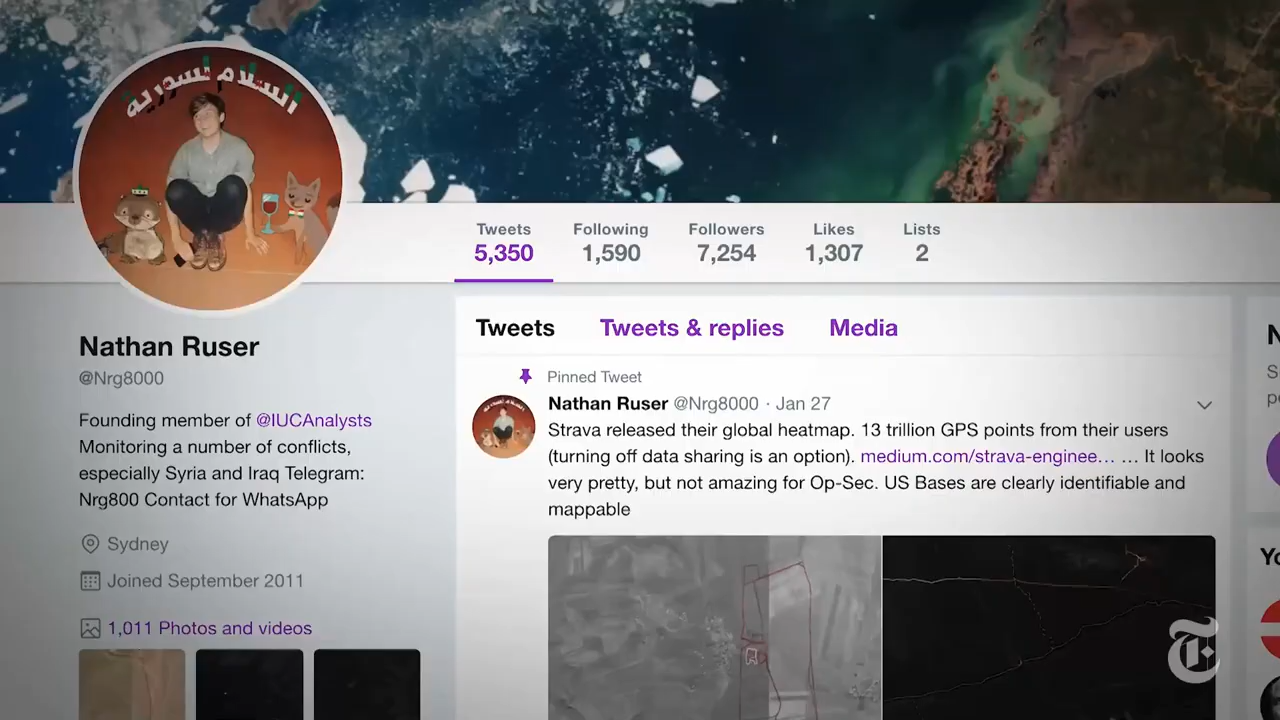 السلام لسورية
Tweets
5,350
Following
1,590
Followers
7,254
Likes
1,307
Lists
2
Nathan Ruser
@Nrg8000
Founding member of @IUCAnalysts
Monitoring a number of conflicts,
especially Syria and Iraq Telegram:
Nrg800 Contact for WhatsApp
Sydney
Joined September 2011
1,011 Photos and videos
Tweets
Tweets & replies
Media
Pinned Tweet
Nathan Ruser @Nrg8000 · Jan 27
Strava released their global heatmap. 13 trillion GPS points from their users
(turning off data sharing is an option). medium.com/strava-enginee… … It looks
very pretty, but not amazing for Op-Sec. US Bases are clearly identifiable and
mappable
T